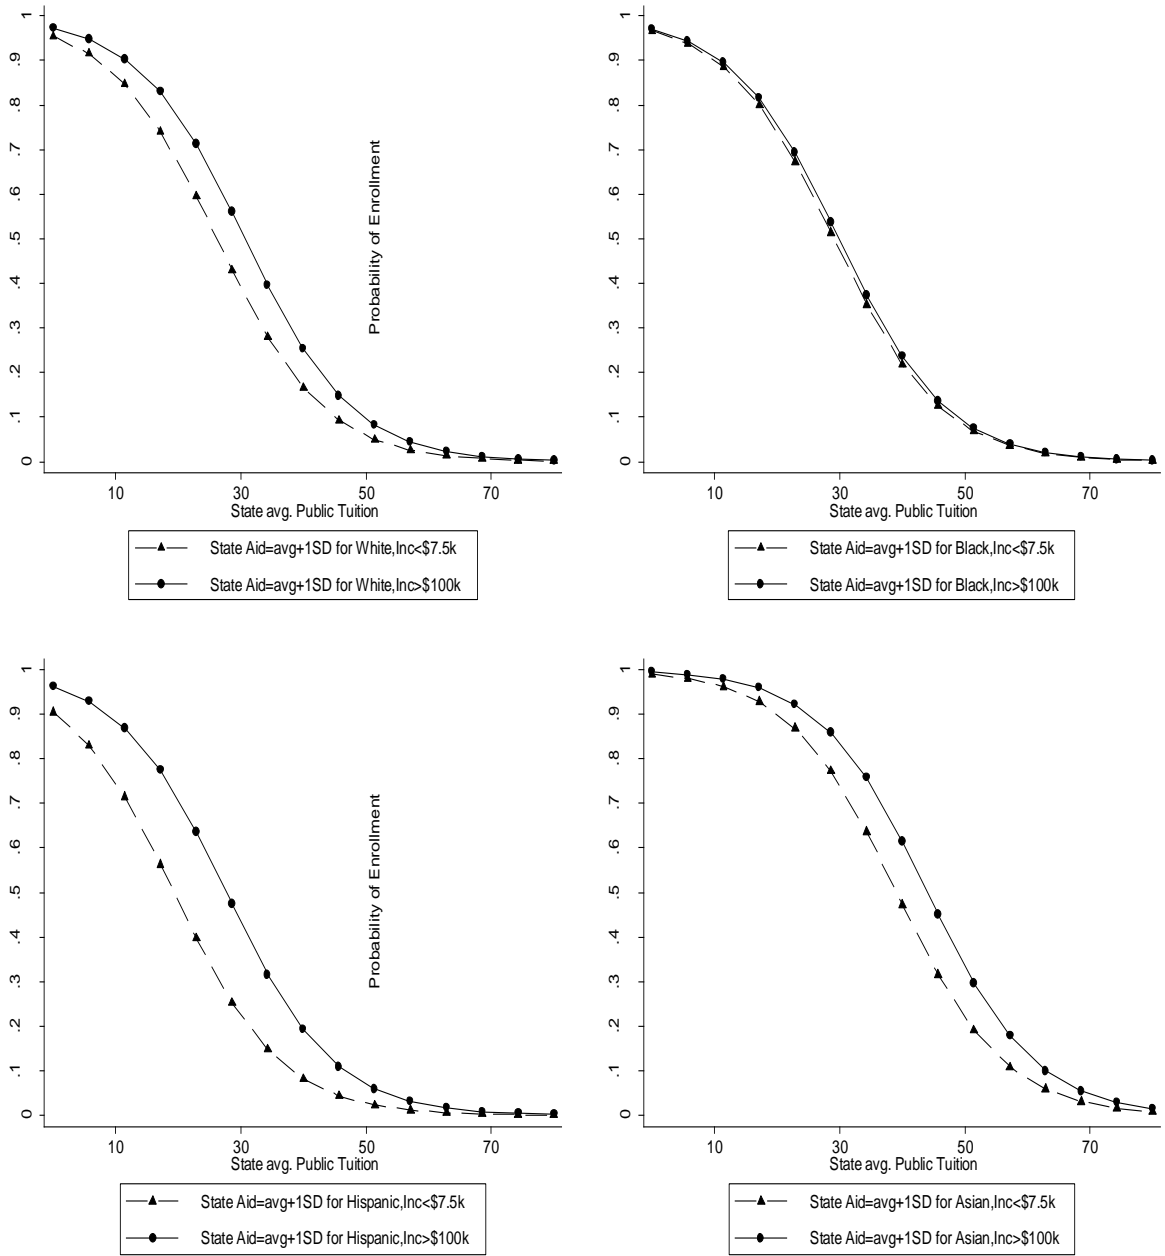 1
.9
.8
.7
.6
.5
.4
.3
.2
.1
0
Probability of Enrollment
10 30 50 70
State avg. Public Tuition
State Aid=avg+1SD for White,Inc<$7.5k
State Aid=avg+1SD for White,Inc>$100k
1
.9
.8
.7
.6
.5
.4
.3
.2
.1
0
10 30 50 70
State avg. Public Tuition
State Aid=avg+1SD for Black,Inc<$7.5k
State Aid=avg+1SD for Black,Inc>$100k
1
.9
.8
.7
.6
.5
.4
.3
.2
.1
0
Probability of Enrollment
10 30 50 70
State avg. Public Tuition
State Aid=avg+1SD for Hispanic,Inc<$7.5k
State Aid=avg+1SD for Hispanic,Inc>$100k
1
.9
.8
.7
.6
.5
.4
.3
.2
.1
0
10 30 50 70
State avg. Public Tuition
State Aid=avg+1SD for Asian,Inc<$7.5k
State Aid=avg+1SD for Asian,Inc>$100k